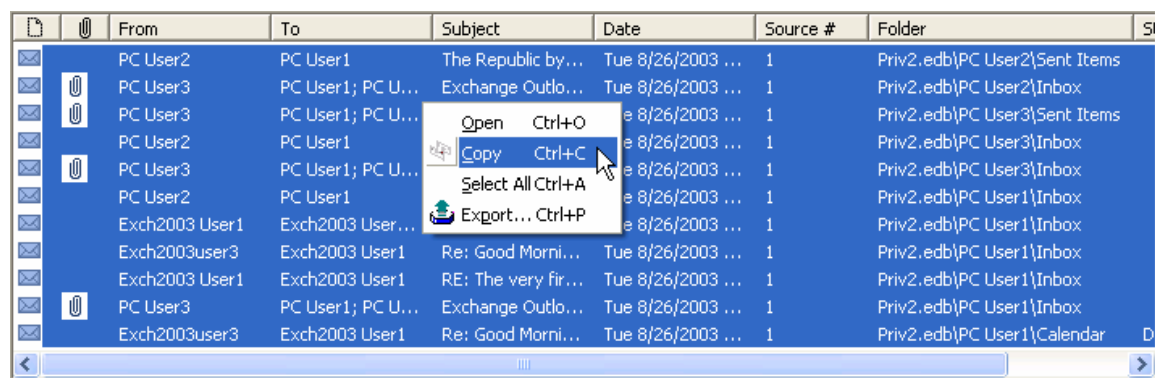 From To Subject Date Source # Folder
PC User2 PC User1 The Republic by... Tue 8/26/2003 ... 1 Priv2.edb\PC User2\Sent Items
PC User3 PC User1; PC U... Exchange Outlo... Tue 8/26/2003 ... 1 Priv2.edb\PC User2\Inbox
PC User3 PC User1; PC U... e 8/26/2003 ... 1 Priv2.edb\PC User3\Sent Items
PC User2 PC User1 e 8/26/2003 ... 1 Priv2.edb\PC User3\Inbox
PC User3 PC User1; PC U... e 8/26/2003 ... 1 Priv2.edb\PC User3\Inbox
PC User2 PC User1 e 8/26/2003 ... 1 Priv2.edb\PC User1\Inbox
Exch2003 User1 Exch2003 User... e 8/26/2003 ... 1 Priv2.edb\PC User1\Inbox
Exch2003user3 Exch2003 User1 Re: Good Morni... Tue 8/26/2003 ... 1 Priv2.edb\PC User1\Inbox
Exch2003 User1 Exch2003 User1 RE: The very fir... Tue 8/26/2003 ... 1 Priv2.edb\PC User1\Inbox
PC User3 PC User1; PC U... Exchange Outlo... Tue 8/26/2003 ... 1 Priv2.edb\PC User1\Inbox
Exch2003user3 Exch2003 User1 Re: Good Morni... Tue 8/26/2003 ... 1 Priv2.edb\PC User1\Calendar D
Open Ctrl+O
Copy Ctrl+C
Select All Ctrl+A
Export... Ctrl+P